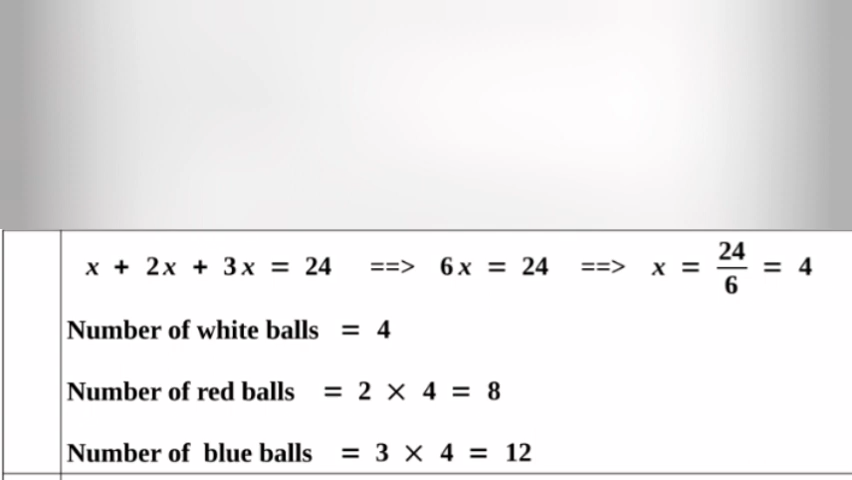 x + 2x + 3x = 24 ==> 6x = 24 ==> x = 24/6 = 4
Number of white balls = 4
Number of red balls = 2 × 4 = 8
Number of blue balls = 3 × 4 = 12